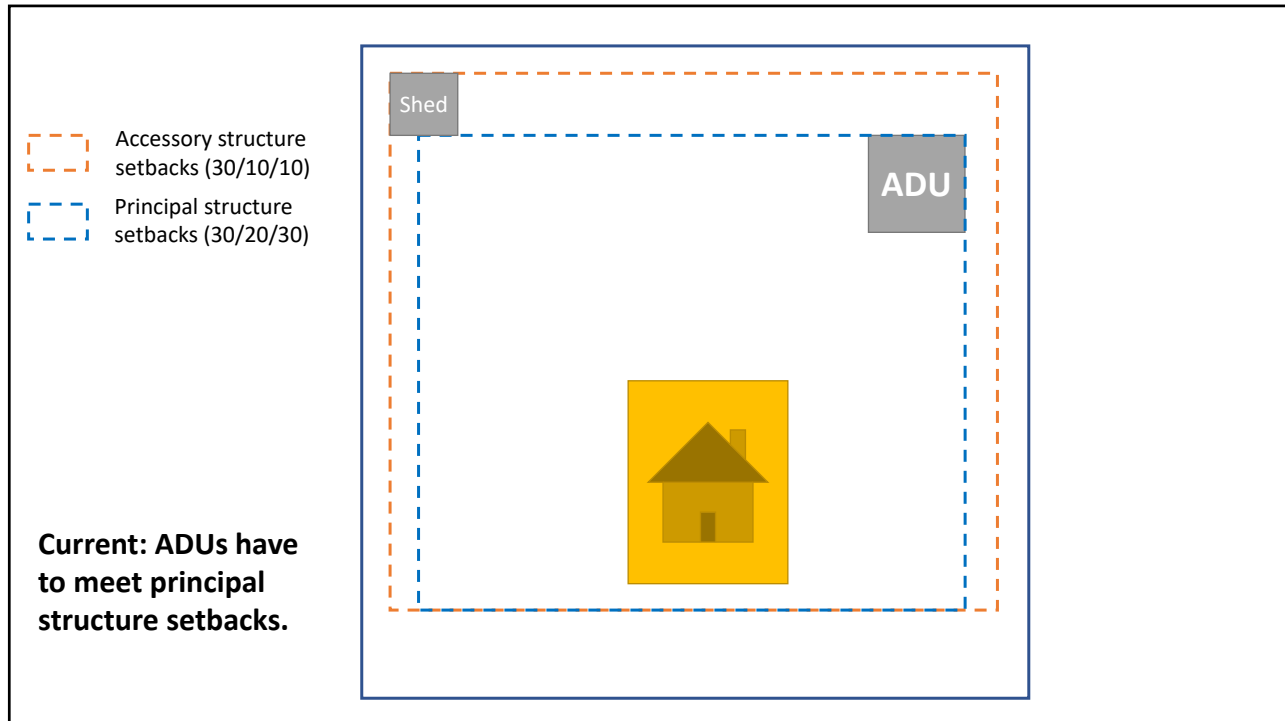 Shed
Accessory structure
setbacks (30/10/10)
ADU
Principal structure
setbacks (30/20/30)
Current: ADUs have
to meet principal
structure setbacks.